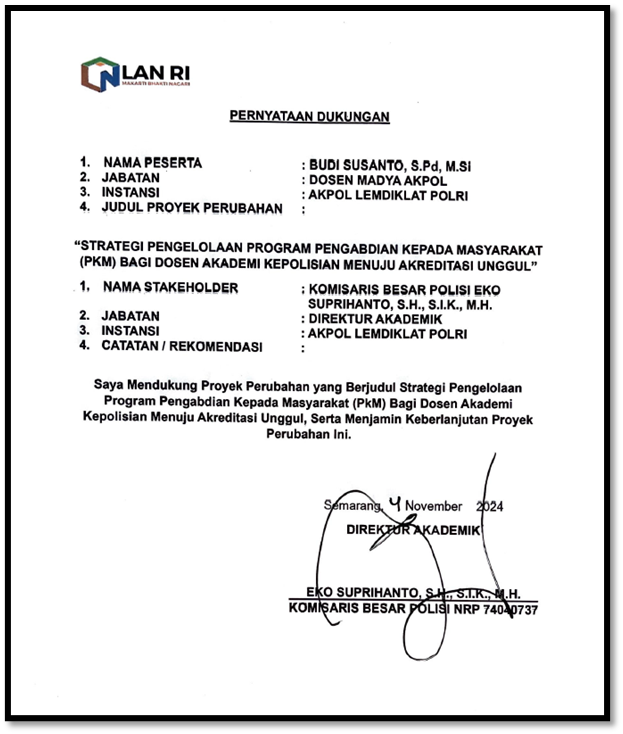 LAN RI
MAKARTI BHAKTI NAGARI
PERNYATAAN DUKUNGAN
1. NAMA PESERTA : BUDI SUSANTO, S.Pd, M.Si
2. JABATAN : DOSEN MADYA AKPOL
3. INSTANSI : AKPOL LEMDIKLAT POLRI
4. JUDUL PROYEK PERUBAHAN :
“STRATEGI PENGELOLAAN PROGRAM PENGABDIAN KEPADA MASYARAKAT
(PKM) BAGI DOSEN AKADEMI KEPOLISIAN MENUJU AKREDITASI UNGGUL”
1. NAMA STAKEHOLDER : KOMISARIS BESAR POLISI EKO
SUPRIHANTO, S.H., S.I.K., M.H.
2. JABATAN : DIREKTUR AKADEMIK
3. INSTANSI : AKPOL LEMDIKLAT POLRI
4. CATATAN / REKOMENDASI :
Saya Mendukung Proyek Perubahan yang Berjudul Strategi Pengelolaan
Program Pengabdian Kepada Masyarakat (PkM) Bagi Dosen Akademi
Kepolisian Menuju Akreditasi Unggul, Serta Menjamin Keberlanjutan Proyek
Perubahan Ini.
Semarang, 4 November 2024
DIREKTUR AKADEMIK
EKO SUPRIHANTO, S.H., S.I.K., M.H.
KOMISARIS BESAR POLISI NRP 74040737